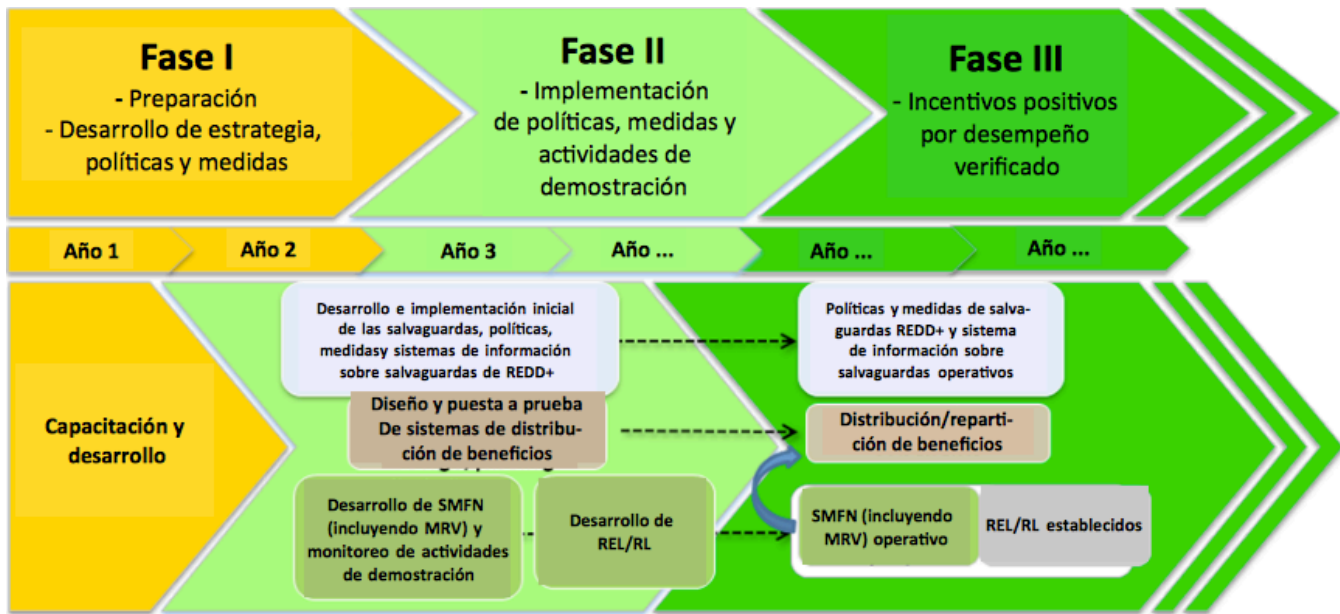 Fase I
- Preparación
- Desarrollo de estrategia,
políticas y medidas
Fase II
- Implementación
de políticas, medidas y
actividades de
demostración
Fase III
- Incentivos positivos
por desempeño
verificado
Año 1
Año 2
Año 3
Año ...
Año ...
Año ...
Capacitación y
desarrollo
Desarrollo e implementación inicial
de las salvaguardas, políticas,
medidasy sistemas de información
sobre salvaguardas de REDD+
Políticas y medidas de salva-
guardas REDD+ y sistema
de información sobre
salvaguardas operativos
Diseño y puesta a prueba
De sistemas de distribu-
ción de beneficios
Distribución/reparti-
ción de beneficios
Desarrollo de SMFN
(incluyendo MRV) y
monitoreo de actividades
de demostración
Desarrollo de
REL/RL
SMFN (incluyendo
MRV) operativo
REL/RL establecidos